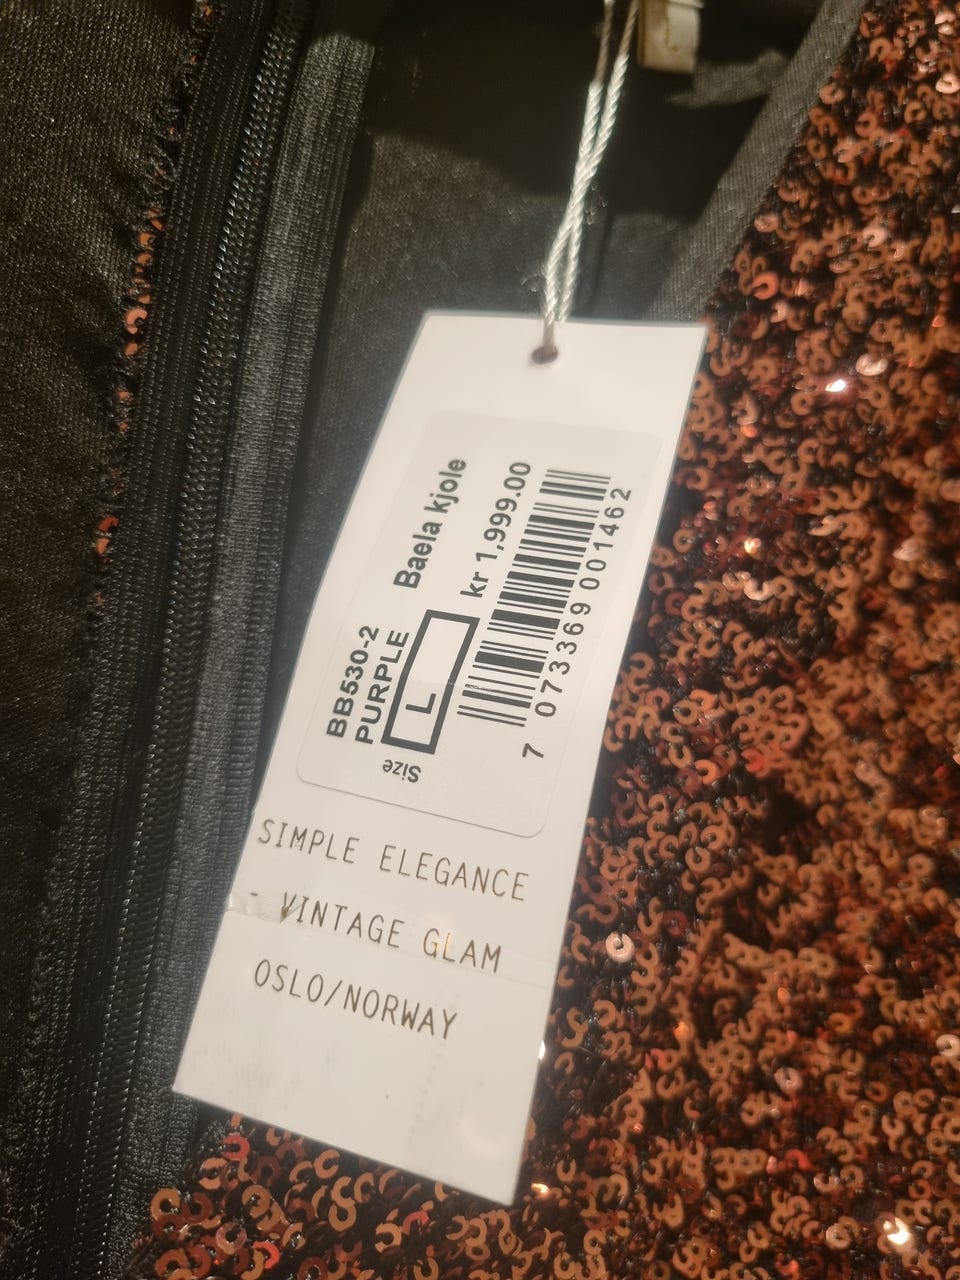 BB530-2
PURPLE
Size
L
Baela kjole
kr 1,999.00
7 073369 001462
SIMPLE ELEGANCE
VINTAGE GLAM
OSLO/NORWAY